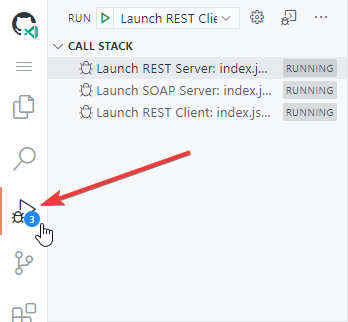 RUN Launch REST Clie
CALL STACK
Launch REST Server: index.j... RUNNING
Launch SOAP Server: index.j... RUNNING
Launch REST Client: index.js... RUNNING
3